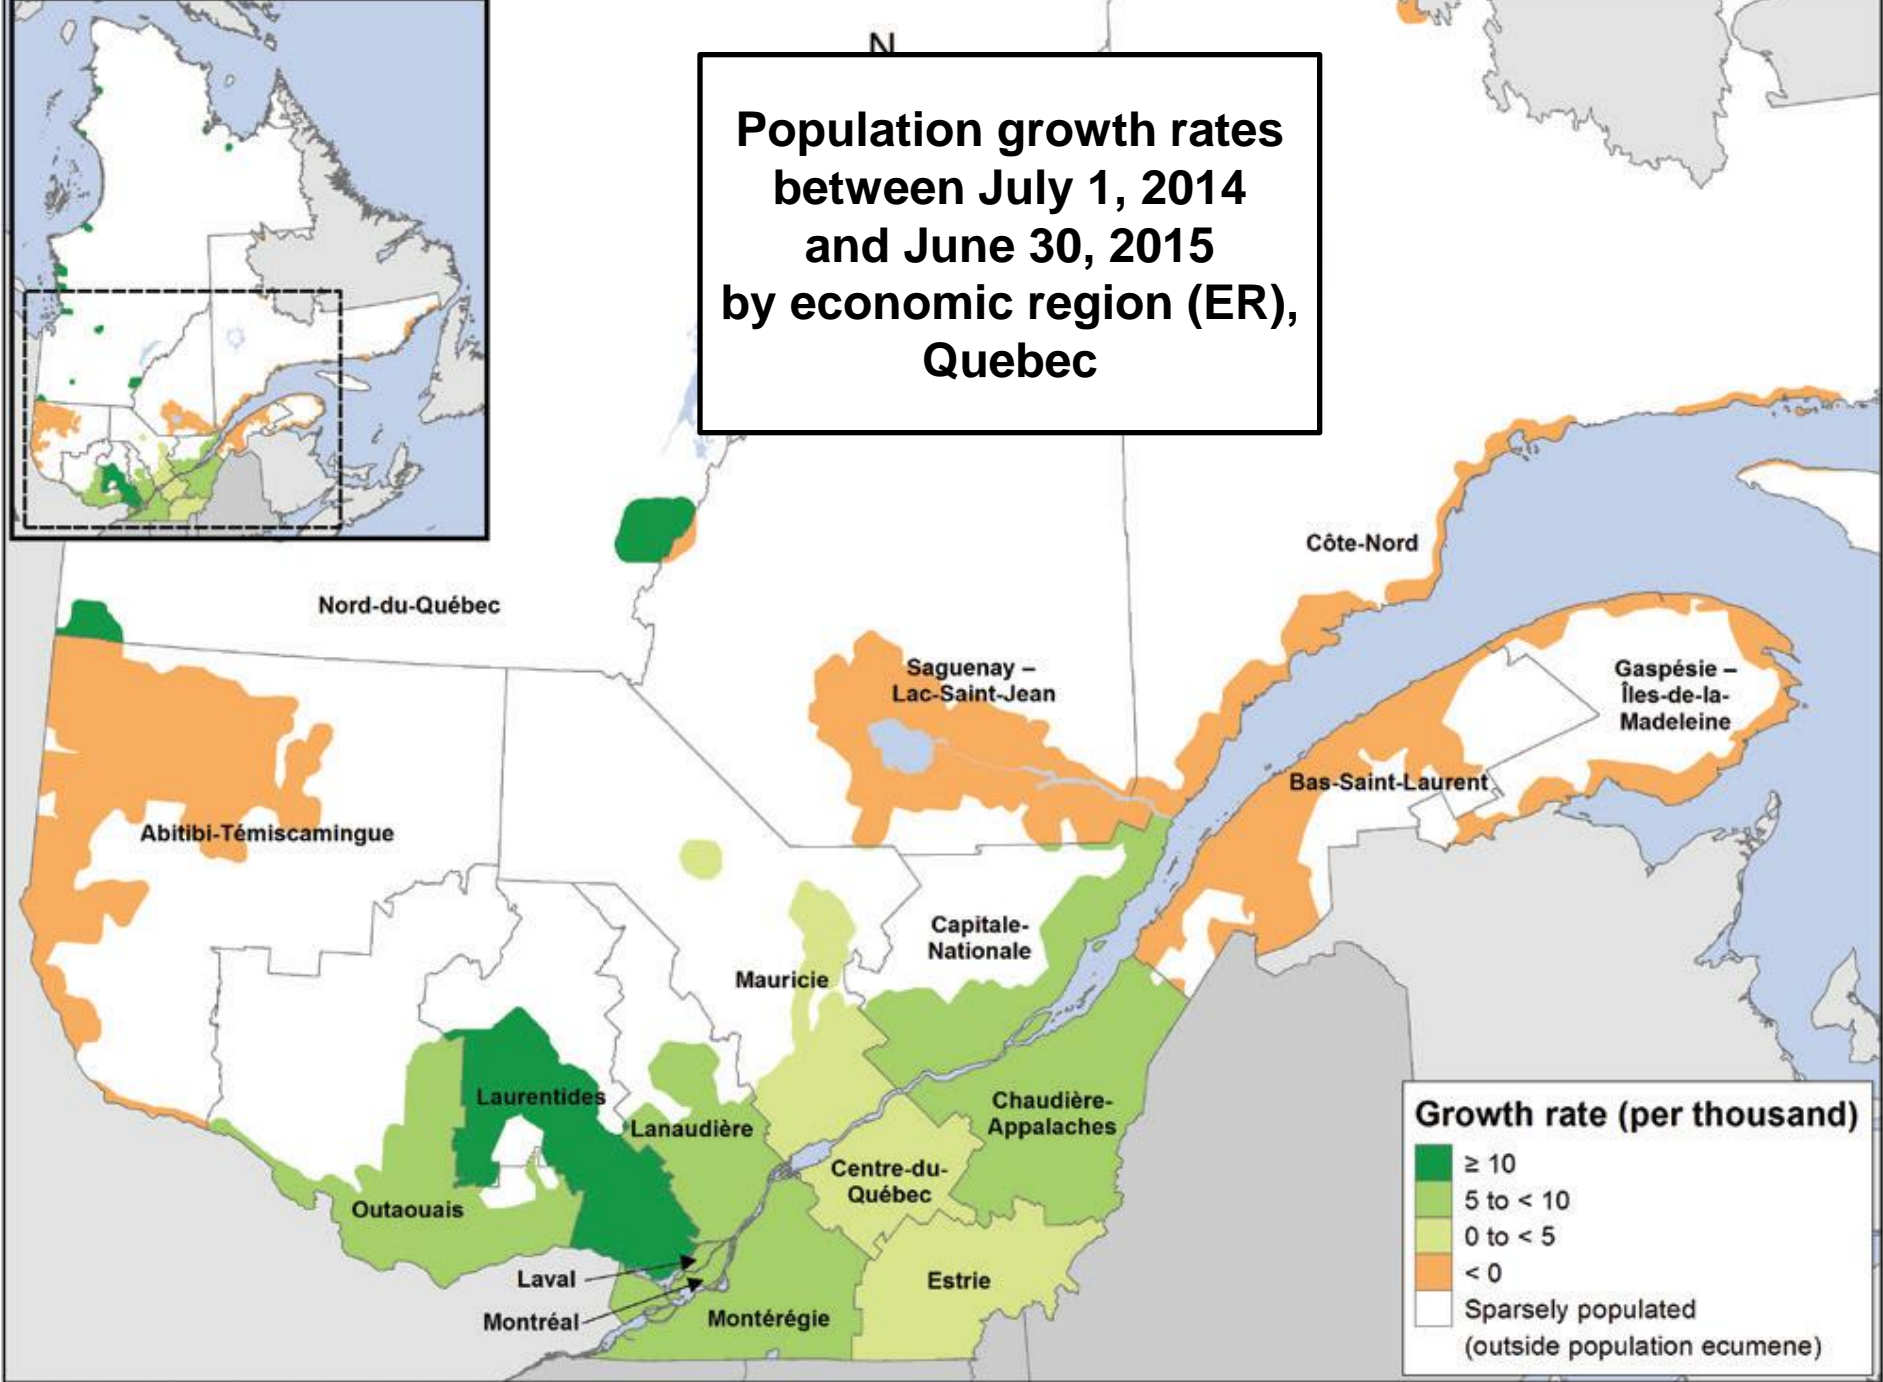 N
Population growth rates
between July 1, 2014
and June 30, 2015
by economic region (ER),
Quebec
Côte-Nord
Nord-du-Québec
Saguenay –
Lac-Saint-Jean
Gaspésie –
Îles-de-la-
Madeleine
Bas-Saint-Laurent
Abitibi-Témiscamingue
Capitale-
Nationale
Mauricie
Laurentides
Lanaudière
Chaudière-
Appalaches
Centre-du-
Québec
Outaouais
Laval
Estrie
Montréal
Montérégie
Growth rate (per thousand)
≥ 10
5 to < 10
0 to < 5
< 0
Sparsely populated
(outside population ecumene)